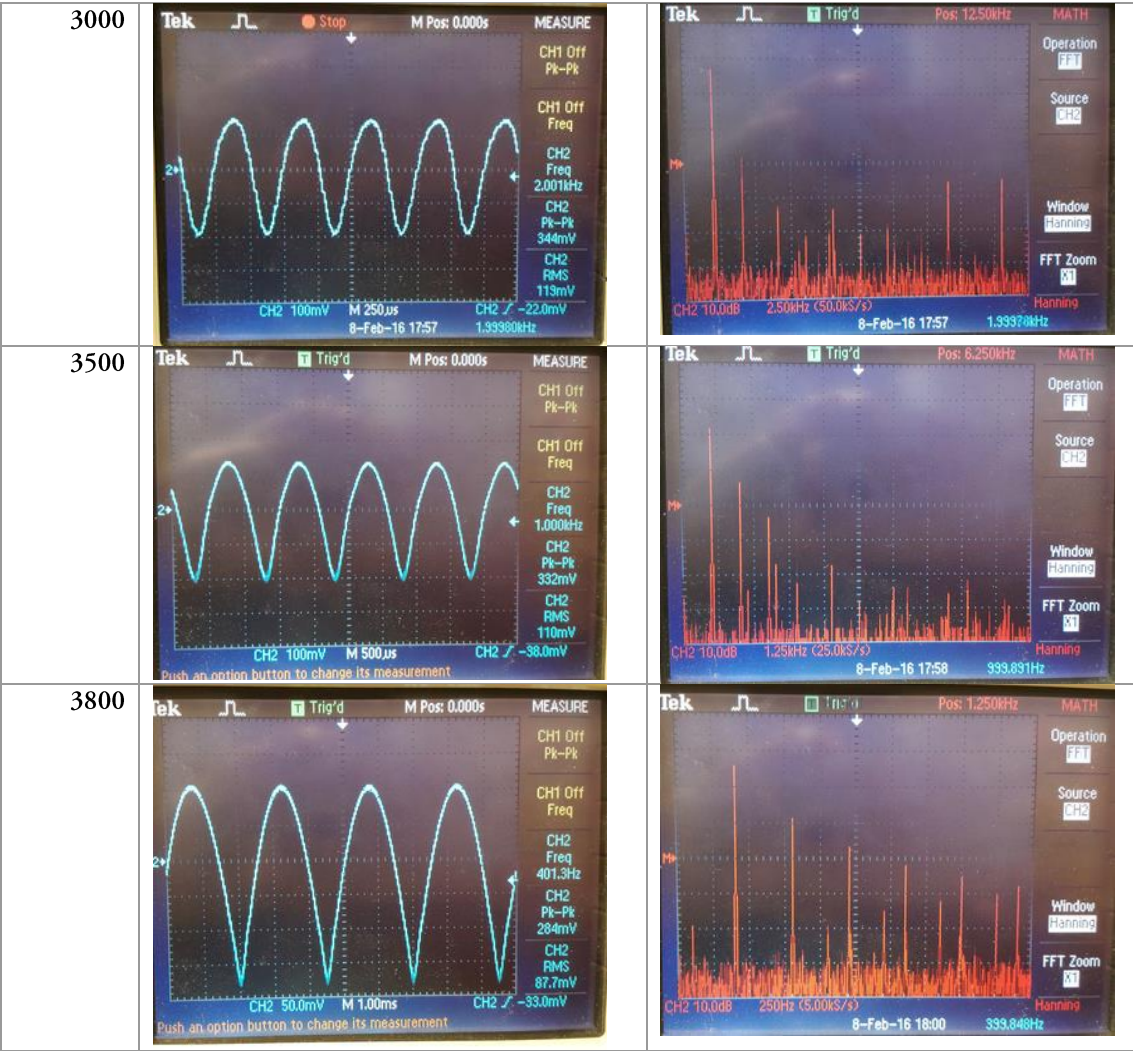 3000
Tek Stop M Pos: 0.000s MEASURE
CH1 Off
Pk-Pk
CH1 Off
Freq
CH2
Freq
2.001kHz
CH2
Pk-Pk
344mV
CH2
RMS
119mV
2
CH2 100mV M 250µs CH2 -22.0mV
8-Feb-16 17:57 1.99980kHz
Tek T Trig'd Pos: 12.50kHz MATH
Operation
FFT
Source
CH2
M
Window
Hanning
FFT Zoom
X1
CH2 10.0dB 2.50kHz (50.0kS/s) Hanning
8-Feb-16 17:57 1.99978kHz
3500
Tek T Trig'd M Pos: 0.000s MEASURE
CH1 Off
Pk-Pk
CH1 Off
Freq
CH2
Freq
1.000kHz
CH2
Pk-Pk
332mV
CH2
RMS
110mV
2
CH2 100mV M 500µs CH2 -38.0mV
Push an option button to change its measurement
Tek T Trig'd Pos: 6.250kHz MATH
Operation
FFT
Source
CH2
M
Window
Hanning
FFT Zoom
X1
CH2 10.0dB 1.25kHz (25.0kS/s) Hanning
8-Feb-16 17:58 999.891Hz
3800
Tek T Trig'd M Pos: 0.000s MEASURE
CH1 Off
Pk-Pk
CH1 Off
Freq
CH2
Freq
401.3Hz
CH2
Pk-Pk
284mV
CH2
RMS
87.7mV
2
CH2 50.0mV M 1.00ms CH2 -33.0mV
Push an option button to change its measurement
Tek Trig'd Pos: 1.250kHz MATH
Operation
FFT
Source
CH2
M
Window
Hanning
FFT Zoom
X1
CH2 10.0dB 250Hz (5.00kS/s) Hanning
8-Feb-16 18:00 399.848Hz